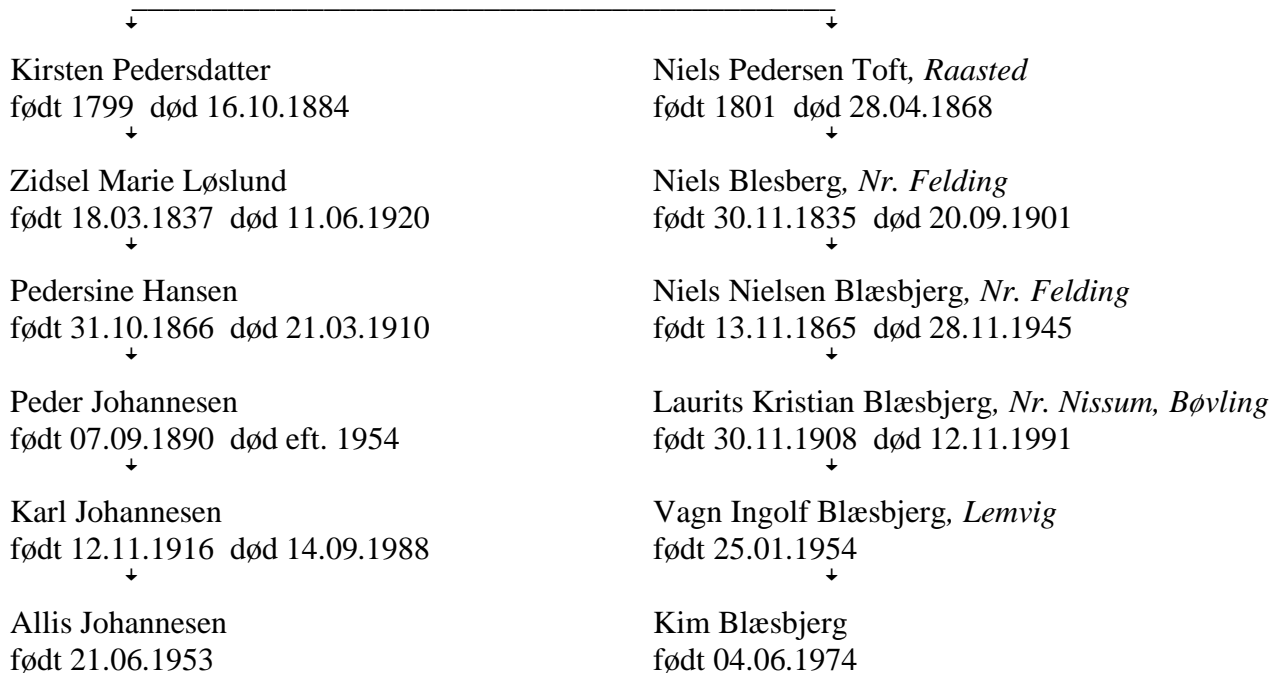 Kirsten Pedersdatter
født 1799 død 16.10.1884
Zidsel Marie Løslund
født 18.03.1837 død 11.06.1920
Pedersine Hansen
født 31.10.1866 død 21.03.1910
Peder Johannesen
født 07.09.1890 død eft. 1954
Karl Johannesen
født 12.11.1916 død 14.09.1988
Allis Johannesen
født 21.06.1953
Niels Pedersen Toft, Raasted
født 1801 død 28.04.1868
Niels Blesberg, Nr. Felding
født 30.11.1835 død 20.09.1901
Niels Nielsen Blæsbjerg, Nr. Felding
født 13.11.1865 død 28.11.1945
Laurits Kristian Blæsbjerg, Nr. Nissum, Bøvling
født 30.11.1908 død 12.11.1991
Vagn Ingolf Blæsbjerg, Lemvig
født 25.01.1954
Kim Blæsbjerg
født 04.06.1974